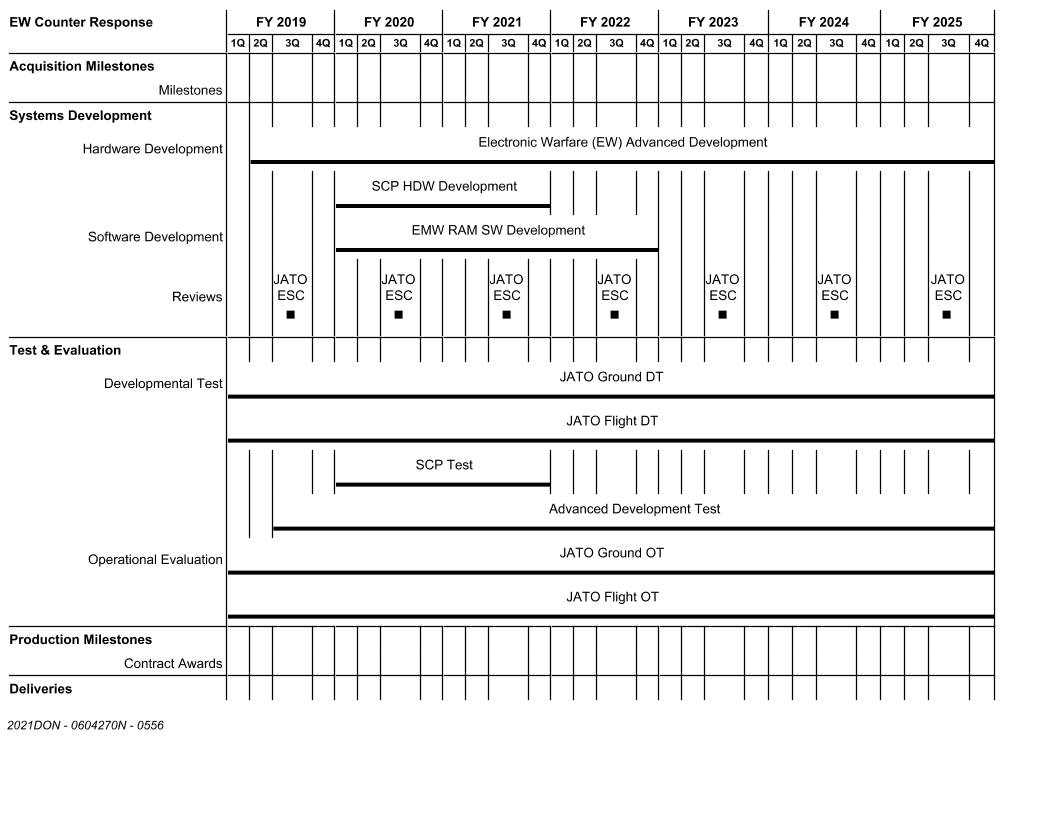 EW Counter Response FY 2019 FY 2020 FY 2021 FY 2022 FY 2023 FY 2024 FY 2025
1Q 2Q 3Q 4Q 1Q 2Q 3Q 4Q 1Q 2Q 3Q 4Q 1Q 2Q 3Q 4Q 1Q 2Q 3Q 4Q 1Q 2Q 3Q 4Q 1Q 2Q 3Q 4Q
Acquisition Milestones
Milestones
Systems Development
Hardware Development Electronic Warfare (EW) Advanced Development
SCP HDW Development
Software Development EMW RAM SW Development
JATO JATO JATO JATO JATO JATO JATO
Reviews ESC ESC ESC ESC ESC ESC ESC
Test & Evaluation
Developmental Test JATO Ground DT
JATO Flight DT
SCP Test
Advanced Development Test
Operational Evaluation JATO Ground OT
JATO Flight OT
Production Milestones
Contract Awards
Deliveries
2021DON - 0604270N - 0556